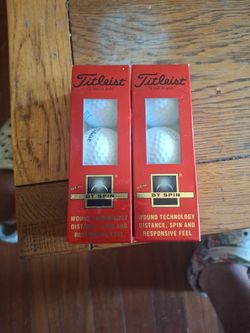 Titleist
Titleist
DT SPIN
WOUND TECHNOLOGY
DISTANCE, SPIN AND
RESPONSIVE FEEL
DT SPIN
WOUND TECHNOLOGY
DISTANCE, SPIN AND
RESPONSIVE FEEL